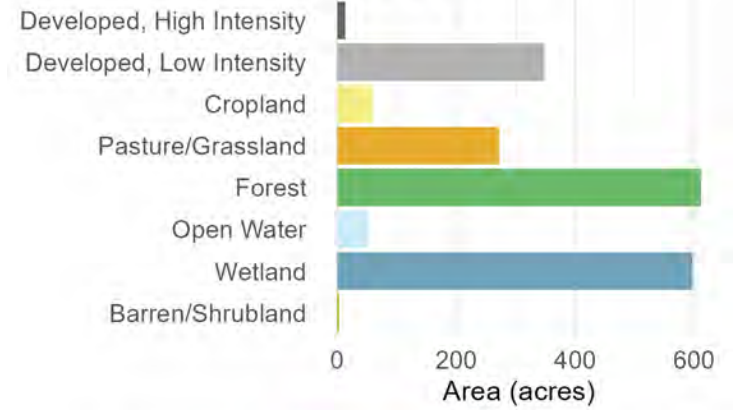 Developed, High Intensity
Developed, Low Intensity
Cropland
Pasture/Grassland
Forest
Open Water
Wetland
Barren/Shrubland
0 200 400 600
Area (acres)